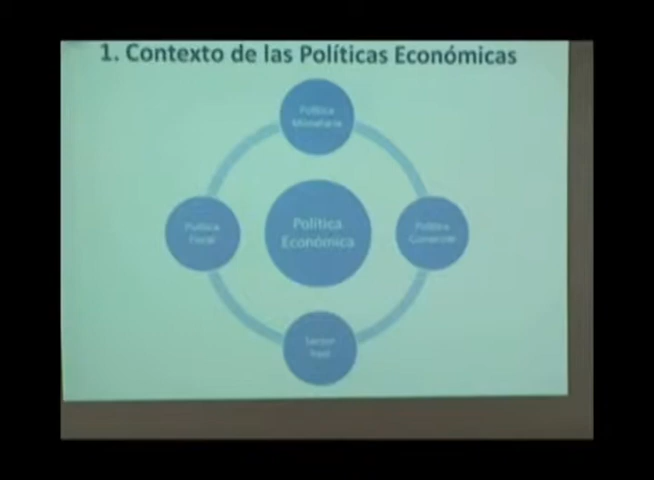 1. Contexto de las Políticas Económicas
Política
Monetaria
Política
Económica
Política
Fiscal
Política
Comercial
Sector
Real